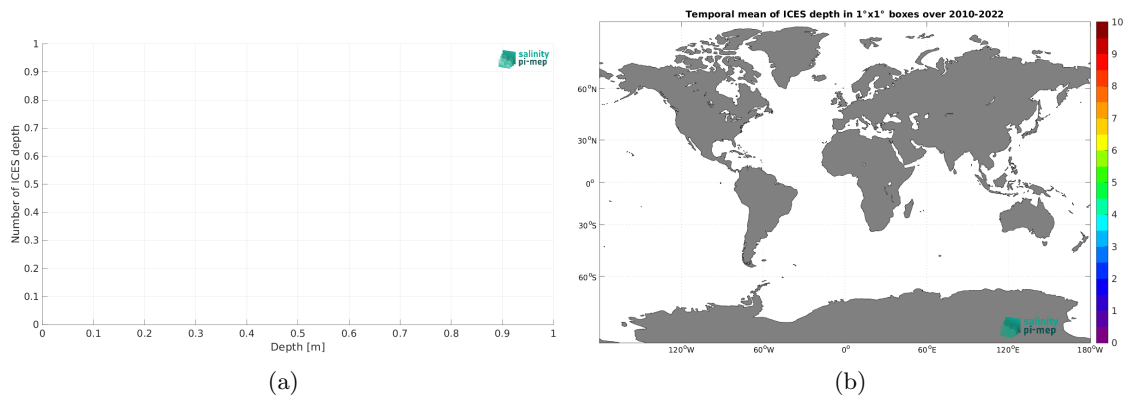 1
0.9
0.8
0.7
0.6
0.5
0.4
0.3
0.2
0.1
0
Number of ICES depth
0 0.1 0.2 0.3 0.4 0.5 0.6 0.7 0.8 0.9 1
Depth [m]
salinity
pi-mep
(a)
Temporal mean of ICES depth in 1°x1° boxes over 2010-2022
60°N
30°N
0°
30°S
60°S
120°W 60°W 0° 60°E 120°E 180°W
salinity
pi-mep
10
9
8
7
6
5
4
3
2
1
0
(b)